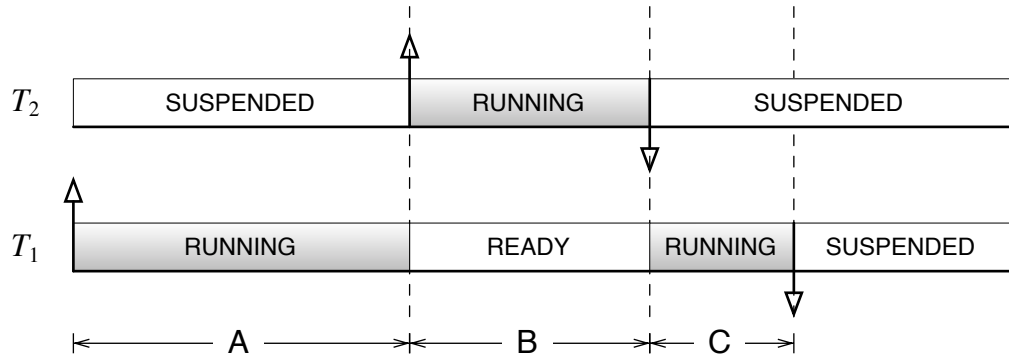 T2 SUSPENDED RUNNING SUSPENDED
T1 RUNNING READY RUNNING SUSPENDED
A B C